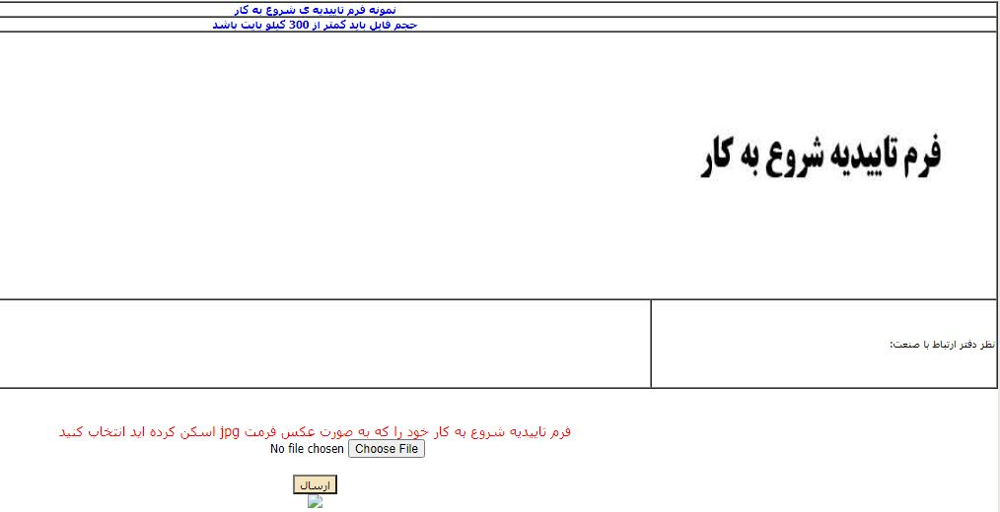 نمونه فرم تاییدیه ی شروع به کار
حجم فایل باید کمتر از 300 کیلو بایت باشد
فرم تاییدیه شروع به کار
نظر دفتر ارتباط با صنعت:
فرم تاییدیه شروع به کار خود را که به صورت عکس فرمت jpg اسکن کرده اید انتخاب کنید
Choose File No file chosen
ارسال